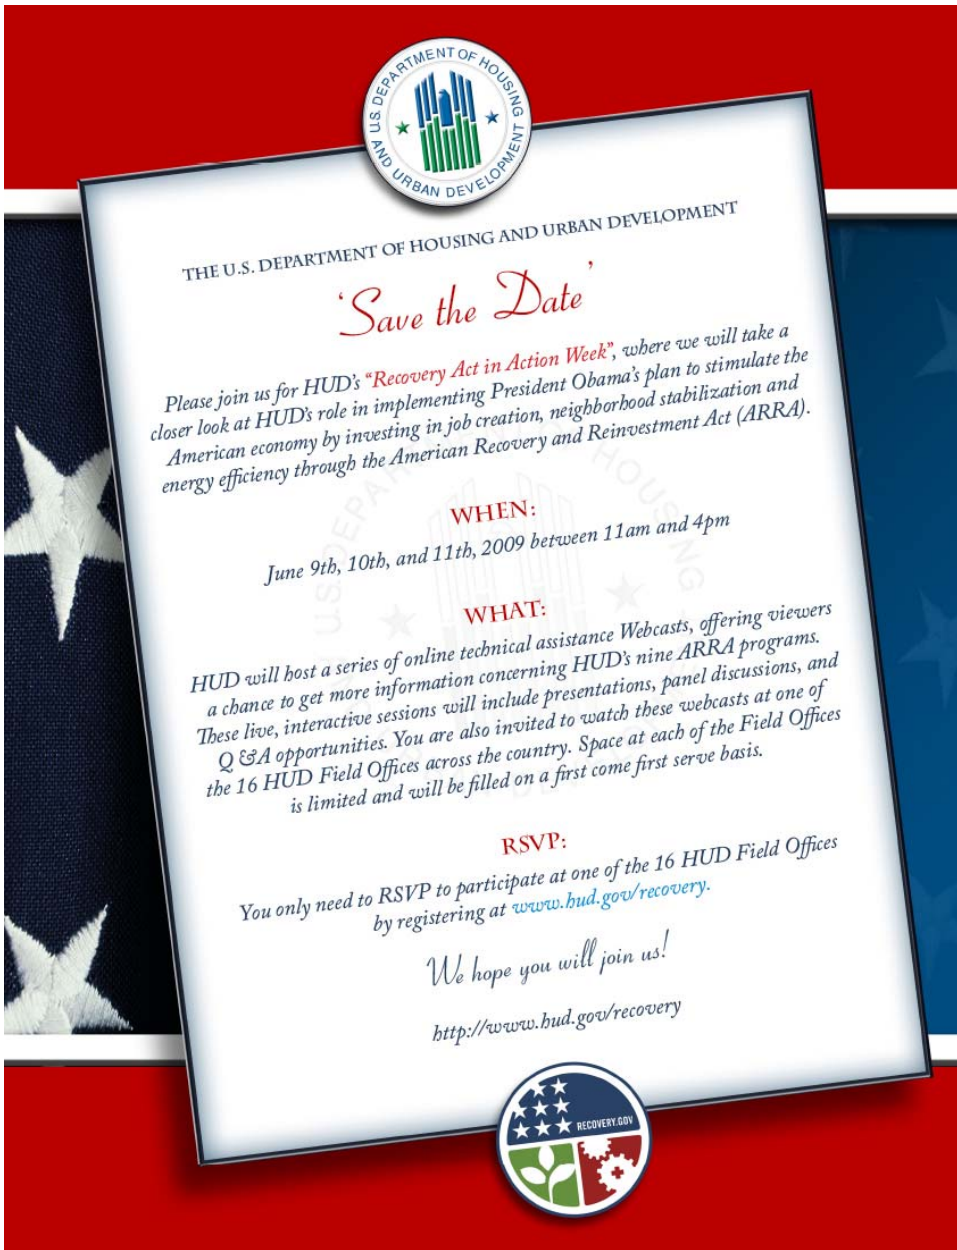 U.S. DEPARTMENT OF HOUSING
AND URBAN DEVELOPMENT
THE U.S. DEPARTMENT OF HOUSING AND URBAN DEVELOPMENT
'Save the Date'
Please join us for HUD's "Recovery Act in Action Week", where we will take a
closer look at HUD's role in implementing President Obama's plan to stimulate the
American economy by investing in job creation, neighborhood stabilization and
energy efficiency through the American Recovery and Reinvestment Act (ARRA).
WHEN:
June 9th, 10th, and 11th, 2009 between 11am and 4pm
WHAT:
HUD will host a series of online technical assistance Webcasts, offering viewers
a chance to get more information concerning HUD's nine ARRA programs.
These live, interactive sessions will include presentations, panel discussions, and
Q &A opportunities. You are also invited to watch these webcasts at one of
the 16 HUD Field Offices across the country. Space at each of the Field Offices
is limited and will be filled on a first come first serve basis.
RSVP:
You only need to RSVP to participate at one of the 16 HUD Field Offices
by registering at www.hud.gov/recovery.
We hope you will join us!
http://www.hud.gov/recovery
RECOVERY.GOV